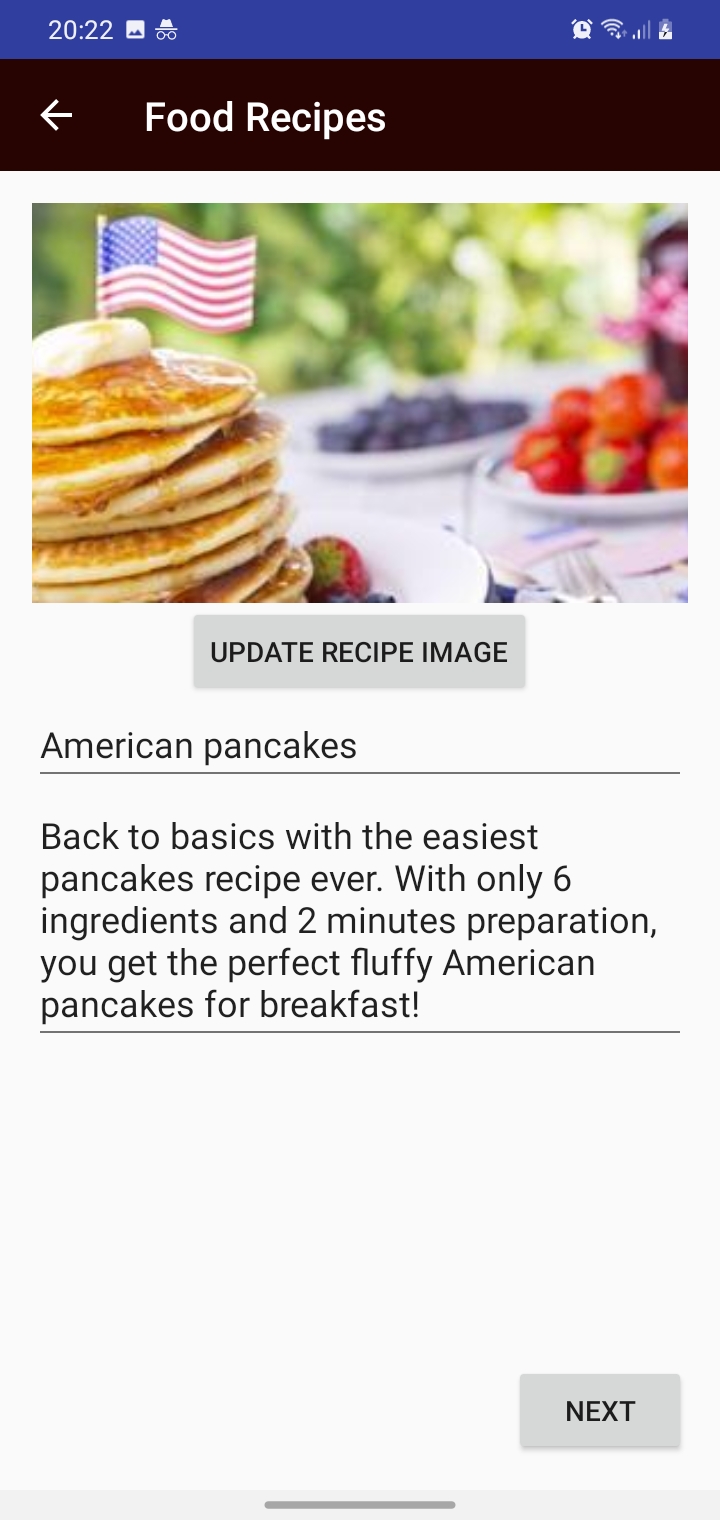 20:22
Food Recipes
UPDATE RECIPE IMAGE
American pancakes
Back to basics with the easiest
pancakes recipe ever. With only 6
ingredients and 2 minutes preparation,
you get the perfect fluffy American
pancakes for breakfast!
NEXT